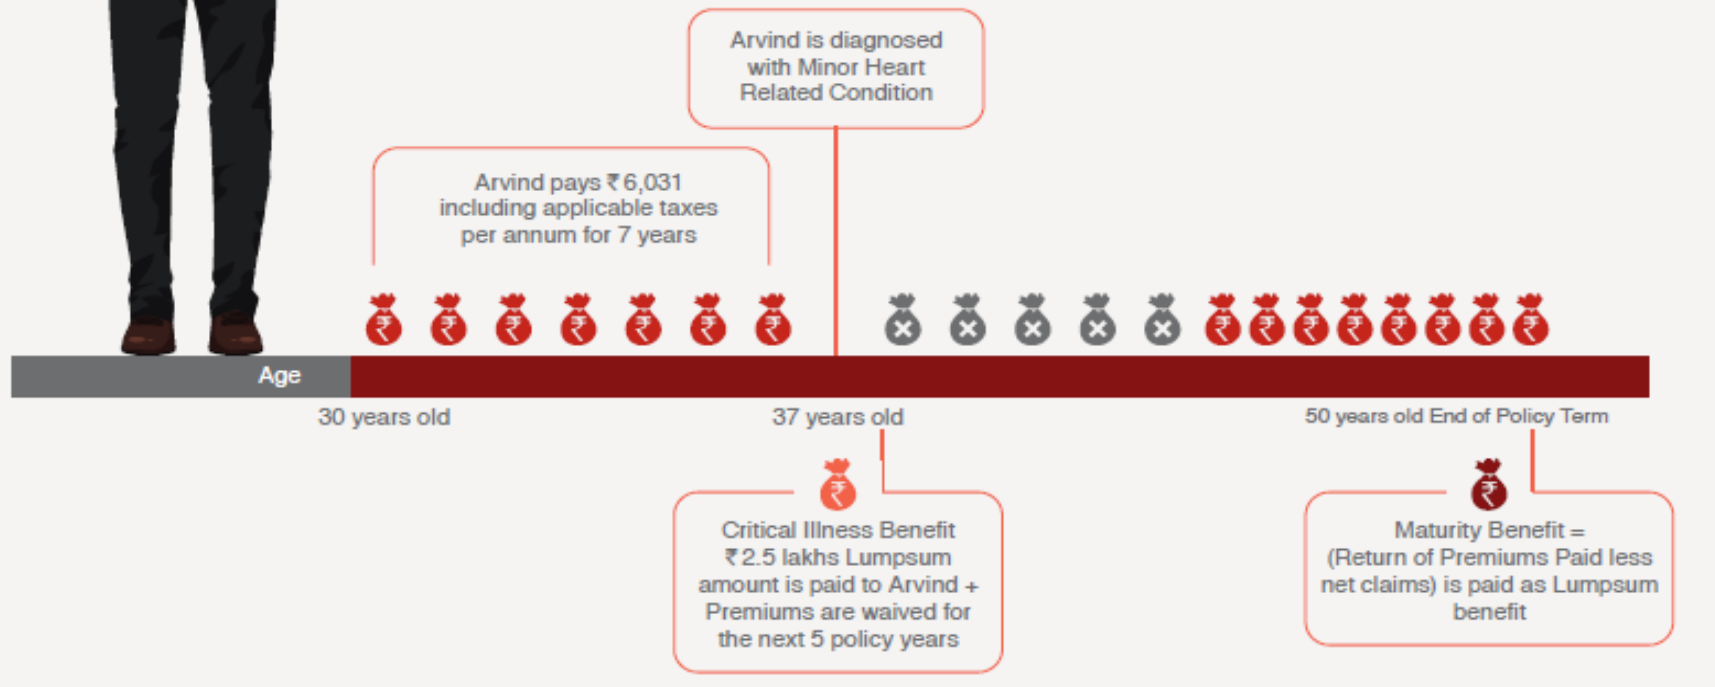 Arvind is diagnosed
with Minor Heart
Related Condition
Arvind pays ₹ 6,031
including applicable taxes
per annum for 7 years
₹ ₹ ₹ ₹ ₹ ₹ ₹ ₹ ₹ ₹ ₹ ₹ ₹ ₹ ₹
Age
30 years old
37 years old
50 years old End of Policy Term
₹
Critical Illness Benefit
₹ 2.5 lakhs Lumpsum
amount is paid to Arvind +
Premiums are waived for
the next 5 policy years
₹
Maturity Benefit =
(Return of Premiums Paid less
net claims) is paid as Lumpsum
benefit